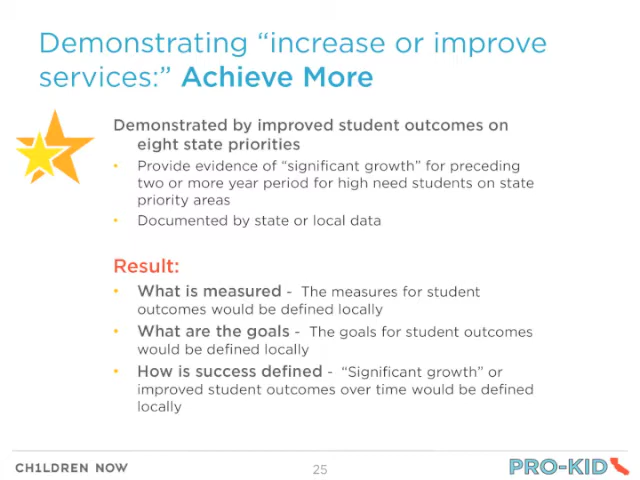 Demonstrating “increase or improve
services:” Achieve More
Demonstrated by improved student outcomes on
eight state priorities
• Provide evidence of “significant growth” for preceding
two or more year period for high need students on state
priority areas
• Documented by state or local data
Result:
• What is measured - The measures for student
outcomes would be defined locally
• What are the goals - The goals for student outcomes
would be defined locally
• How is success defined - “Significant growth” or
improved student outcomes over time would be defined
locally
CH1LDREN NOW
25
PRO-KID